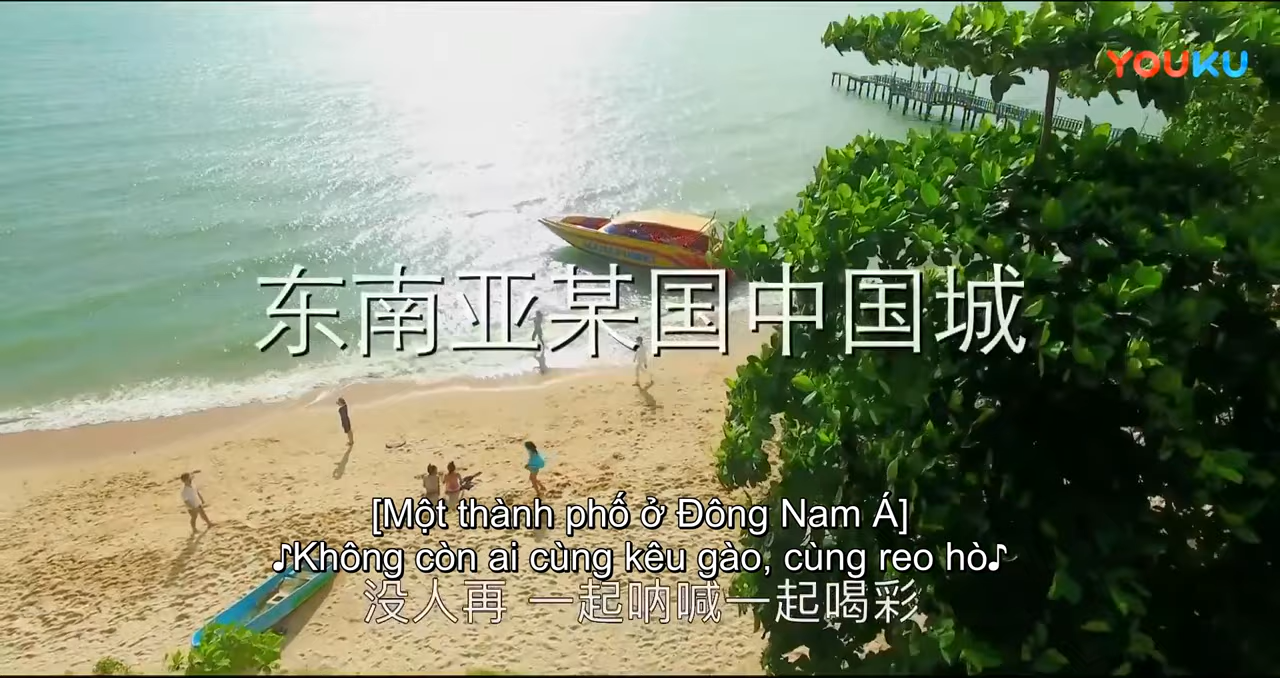 YOUKU
东南亚某国中国城
[Một thành phố ở Đông Nam Á]
♪Không còn ai cùng kêu gào, cùng reo hò♪
没人再 一起呐喊一起喝彩